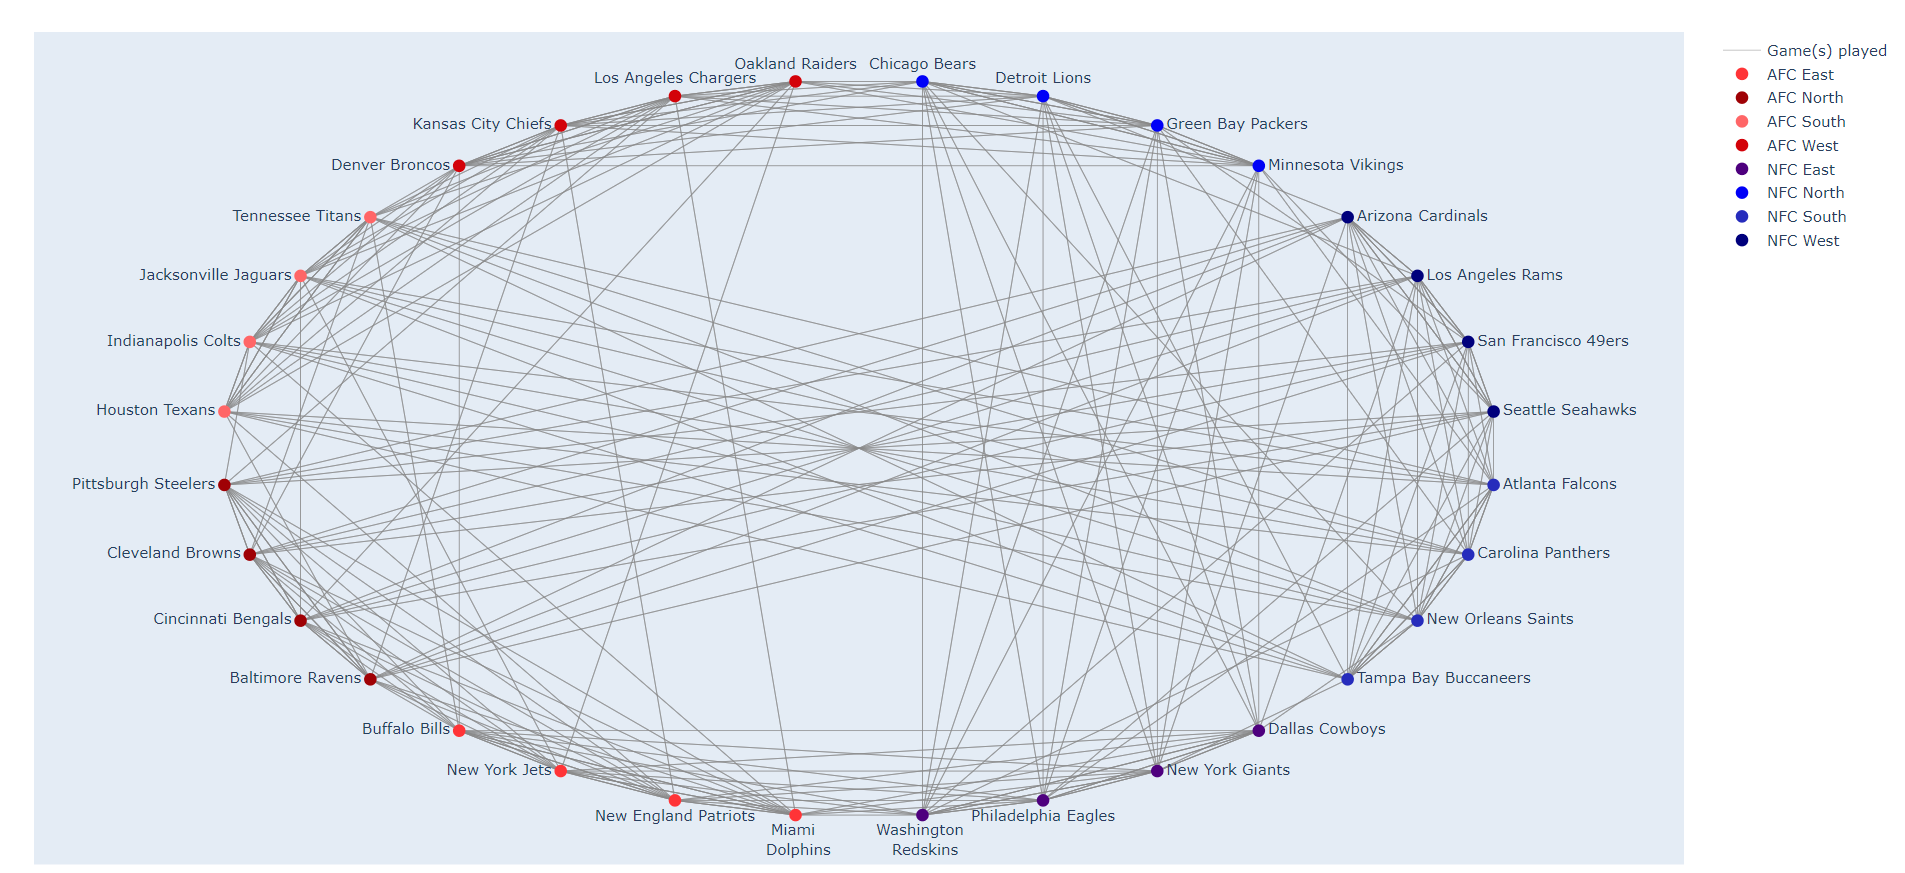 Oakland Raiders
Chicago Bears
Los Angeles Chargers
Detroit Lions
Kansas City Chiefs
Green Bay Packers
Denver Broncos
Minnesota Vikings
Tennessee Titans
Arizona Cardinals
Jacksonville Jaguars
Los Angeles Rams
Indianapolis Colts
San Francisco 49ers
Houston Texans
Seattle Seahawks
Pittsburgh Steelers
Atlanta Falcons
Cleveland Browns
Carolina Panthers
Cincinnati Bengals
New Orleans Saints
Baltimore Ravens
Tampa Bay Buccaneers
Buffalo Bills
Dallas Cowboys
New York Jets
New York Giants
New England Patriots
Philadelphia Eagles
Miami
Dolphins
Washington
Redskins
Game(s) played
AFC East
AFC North
AFC South
AFC West
NFC East
NFC North
NFC South
NFC West